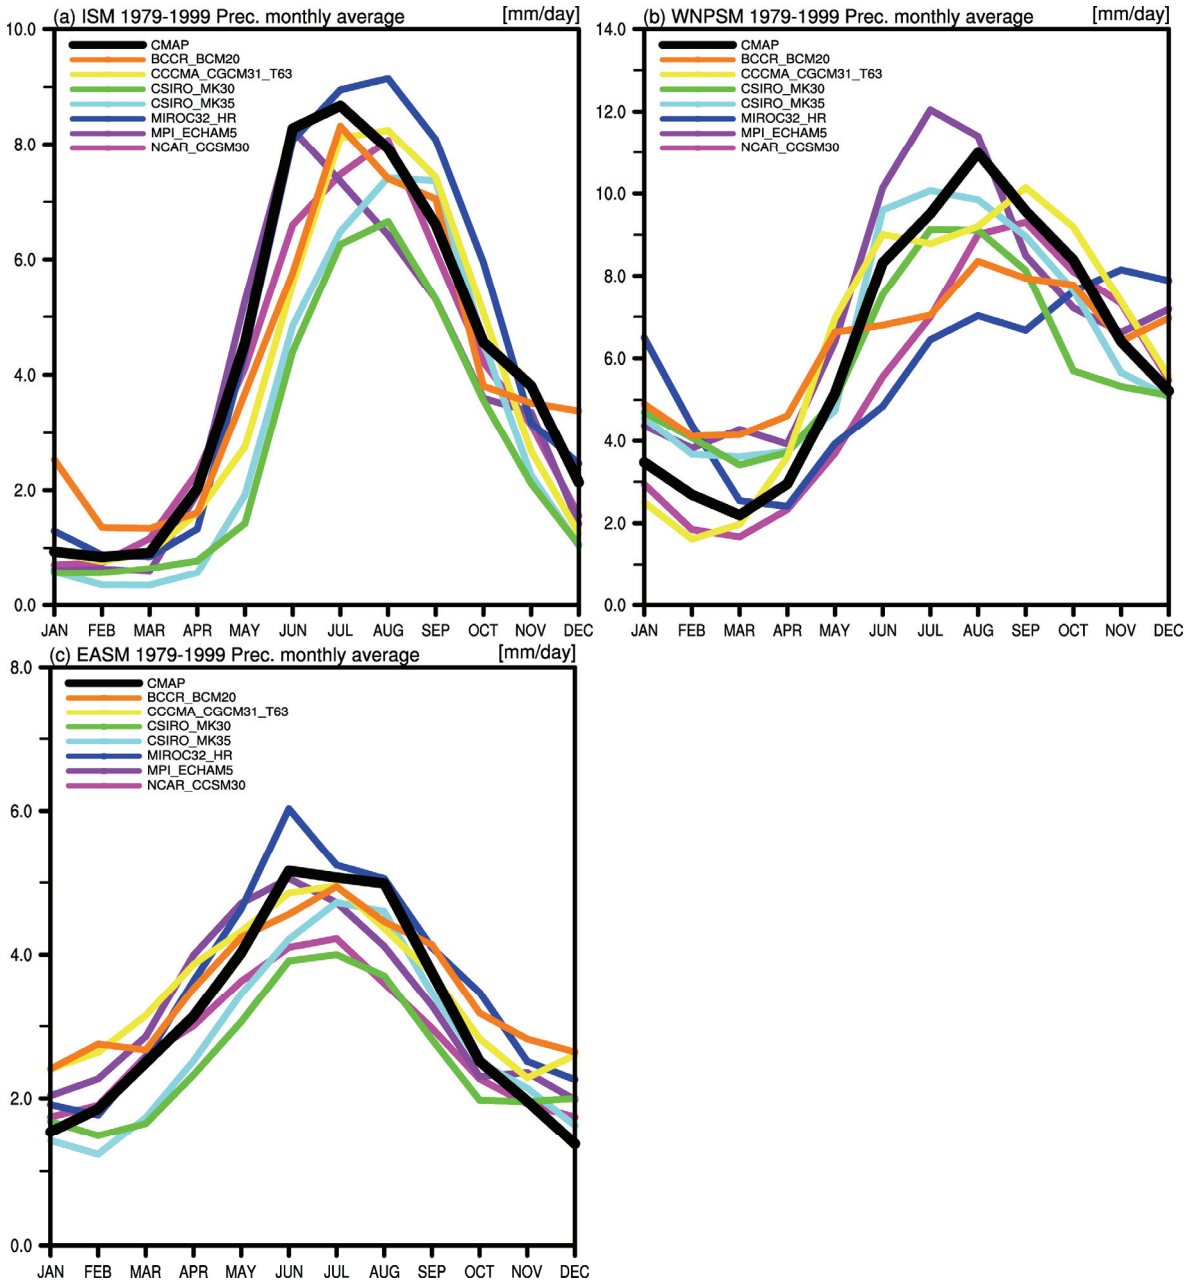 (a) ISM 1979-1999 Prec. monthly average [mm/day]
10.0
8.0
6.0
4.0
2.0
0.0
CMAP
BCCR_BCM20
CCCMA_CGCM31_T63
CSIRO_MK30
CSIRO_MK35
MIROC32_HR
MPI_ECHAM5
NCAR_CCSM30
JAN FEB MAR APR MAY JUN JUL AUG SEP OCT NOV DEC
(b) WNPSM 1979-1999 Prec. monthly average [mm/day]
14.0
12.0
10.0
8.0
6.0
4.0
2.0
0.0
CMAP
BCCR_BCM20
CCCMA_CGCM31_T63
CSIRO_MK30
CSIRO_MK35
MIROC32_HR
MPI_ECHAM5
NCAR_CCSM30
JAN FEB MAR APR MAY JUN JUL AUG SEP OCT NOV DEC
(c) EASM 1979-1999 Prec. monthly average [mm/day]
8.0
6.0
4.0
2.0
0.0
CMAP
BCCR_BCM20
CCCMA_CGCM31_T63
CSIRO_MK30
CSIRO_MK35
MIROC32_HR
MPI_ECHAM5
NCAR_CCSM30
JAN FEB MAR APR MAY JUN JUL AUG SEP OCT NOV DEC